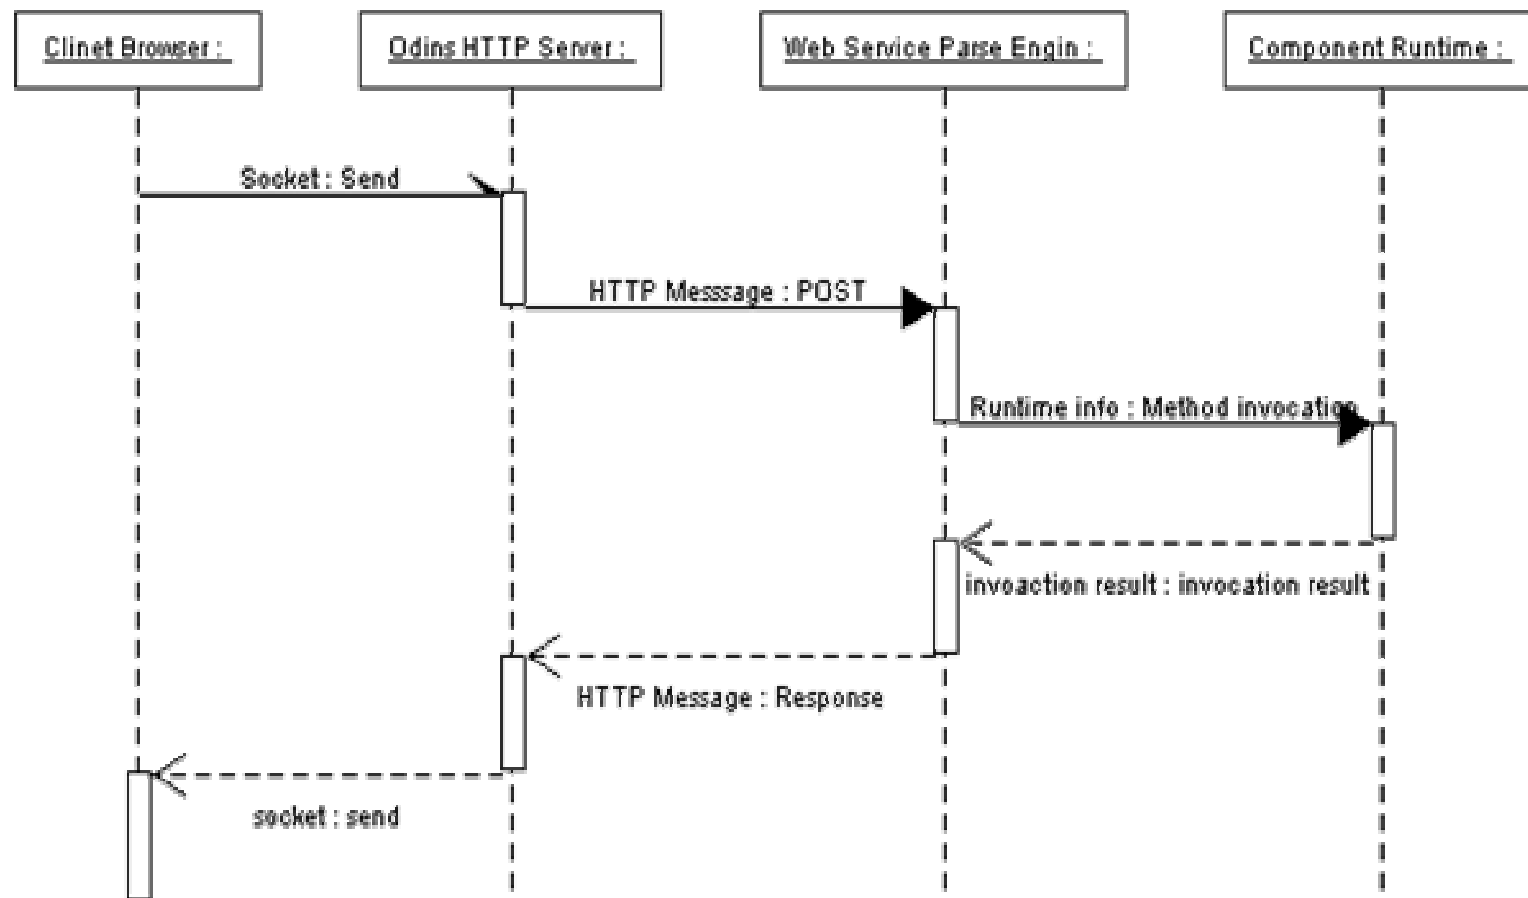 Clinet Browser :
Odins HTTP Server :
Web Service Parse Engin :
Component Runtime :
Socket : Send
HTTP Messsage : POST
Runtime info : Method invocation
invoaction result : invocation result
HTTP Message : Response
socket : send